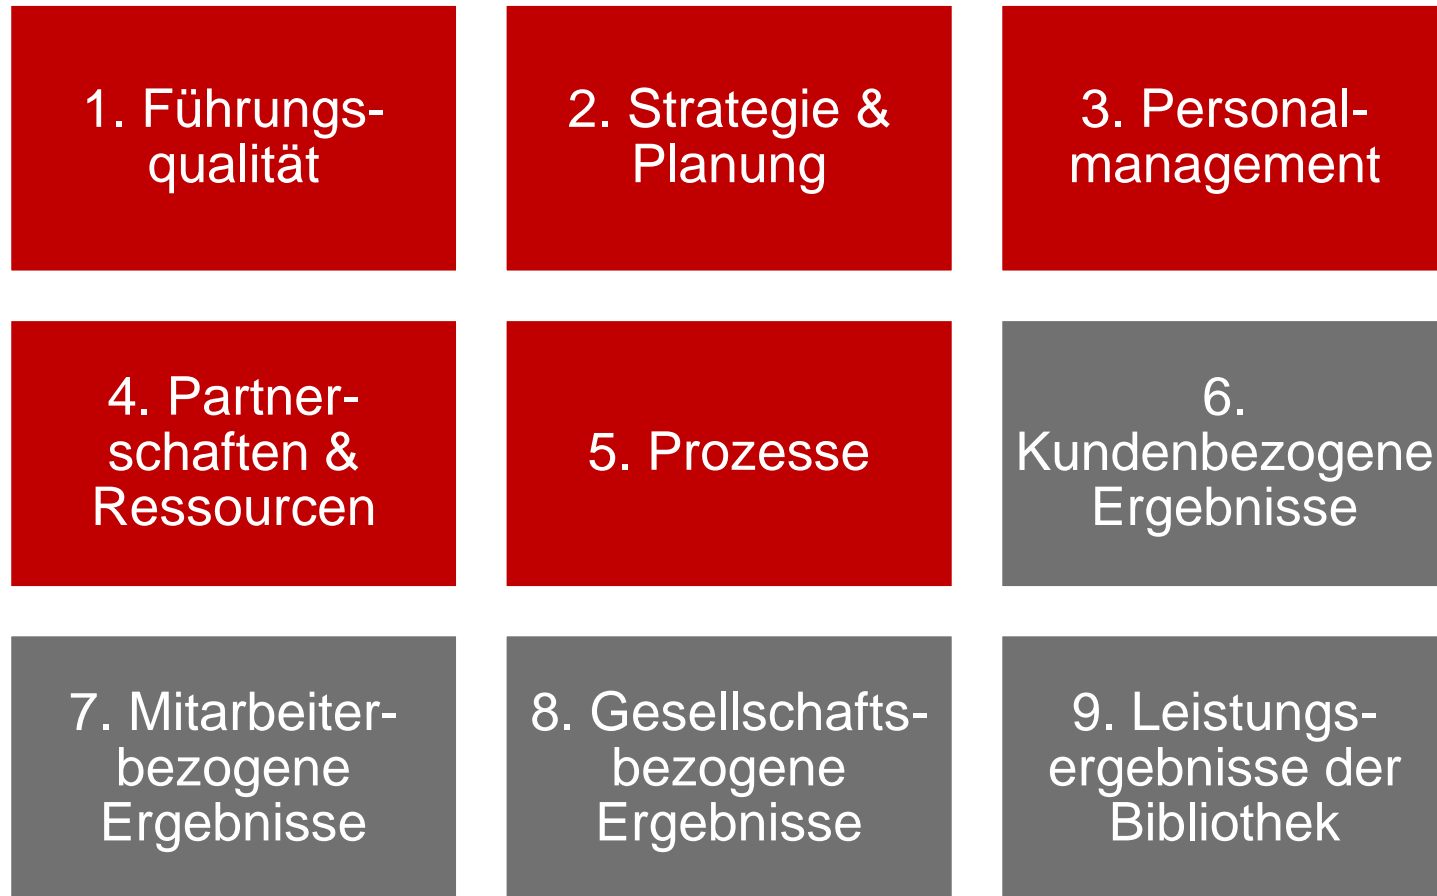 1. Führungs-
qualität
2. Strategie &
Planung
3. Personal-
management
4. Partner-
schaften &
Ressourcen
5. Prozesse
6.
Kundenbezogene
Ergebnisse
7. Mitarbeiter-
bezogene
Ergebnisse
8. Gesellschafts-
bezogene
Ergebnisse
9. Leistungs-
ergebnisse der
Bibliothek